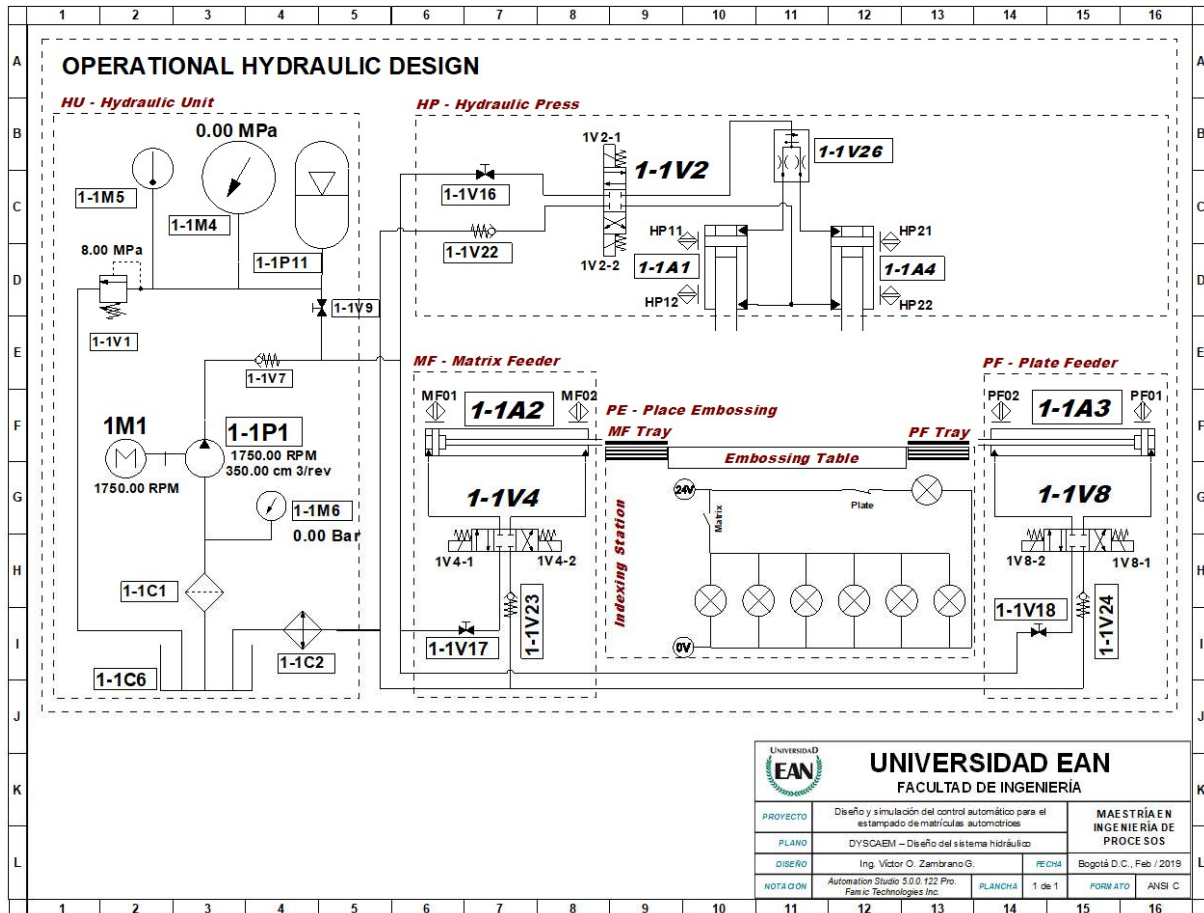 1 2 3 4 5 6 7 8 9 10 11 12 13 14 15 16
A A
OPERATIONAL HYDRAULIC DESIGN
HU - Hydraulic Unit
HP - Hydraulic Press
B B
0.00 MPa
1V2-1
1-1V2
1-1V26
1-1M5
1-1V16
C C
1-1M4
HP11
HP21
8.00 MPa
1-1P11
1-1V22
1V2-2
1-1A1
1-1A4
D D
HP12
HP22
1-1V9
1-1V1
E E
MF - Matrix Feeder
PF - Plate Feeder
1-1V7
MF01
1-1A2
MF02
PF02
1-1A3
PF01
PE - Place Embossing
F F
1M1
1-1P1
MF Tray
PF Tray
1750.00 RPM
350.00 cm 3/rev
Embossing Table
1750.00 RPM
G G
24V
1-1V4
1-1V8
1-1M6
Plate
Matrix
0.00 Bar
1V4-1
1V4-2
1V8-2
1V8-1
H H
Indexing Station
1-1C1
1-1V23
1-1V18
1-1V24
I I
1-1V17
0V
1-1C2
1-1C6
J J
UNIVERSIDAD
EAN
UNIVERSIDAD EAN
FACULTAD DE INGENIERÍA
K K
PROYECTO
Diseño y simulación del control automático para el
estampado de matrículas automotrices
MAESTRÍA EN
INGENIERÍA DE
PROCESOS
PLANO
DYSCAEM – Diseño del sistema hidráulico
L L
DISEÑO
Ing. Víctor O. Zambrano G.
FECHA
Bogotá D.C., Feb / 2019
NOTACIÓN
Automation Studio 5.0.0.122 Pro.
Famic Technologies Inc.
PLANCHA
1 de 1
FORMATO
ANSI C
1 2 3 4 5 6 7 8 9 10 11 12 13 14 15 16